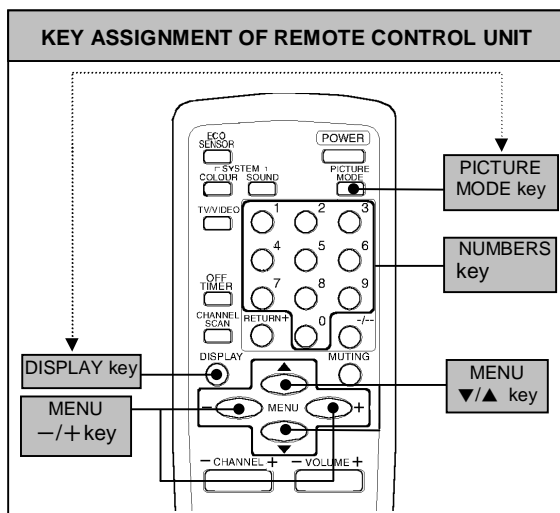 KEY ASSIGNMENT OF REMOTE CONTROL UNIT
ECO
SENSOR
POWER
SYSTEM
COLOUR SOUND
PICTURE
MODE
PICTURE
MODE key
TV/VIDEO
1 2 3
4 5 6
NUMBERS
key
OFF
TIMER
7 8 9
CHANNEL
SCAN
RETURN+ 0 -/--
DISPLAY
MUTING
DISPLAY key
▲
MENU
▼/▲ key
MENU
−/+ key
− MENU +
▼
− CHANNEL + − VOLUME +